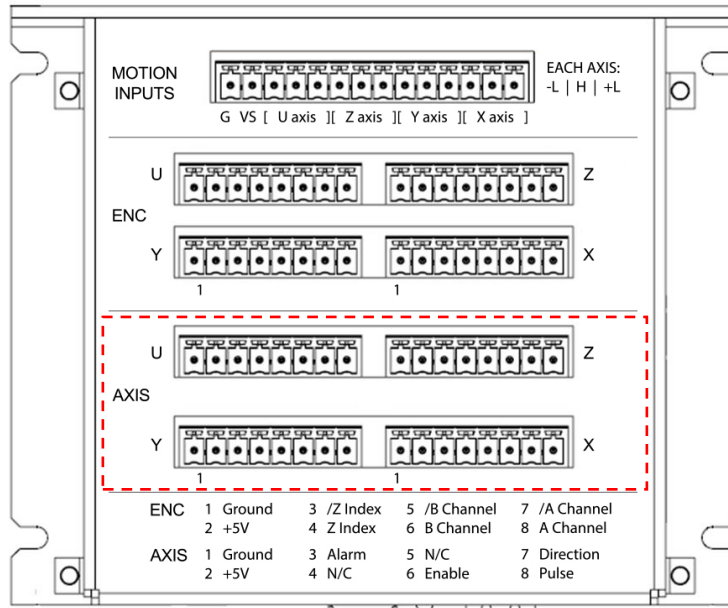 MOTION INPUTS
EACH AXIS:
-L | H | +L
G VS [ U axis ][ Z axis ][ Y axis ][ X axis ]
U Z
ENC
Y X
1 1
U Z
AXIS
Y X
1 1
ENC 1 Ground 3 /Z Index 5 /B Channel 7 /A Channel
2 +5V 4 Z Index 6 B Channel 8 A Channel
AXIS 1 Ground 3 Alarm 5 N/C 7 Direction
2 +5V 4 N/C 6 Enable 8 Pulse